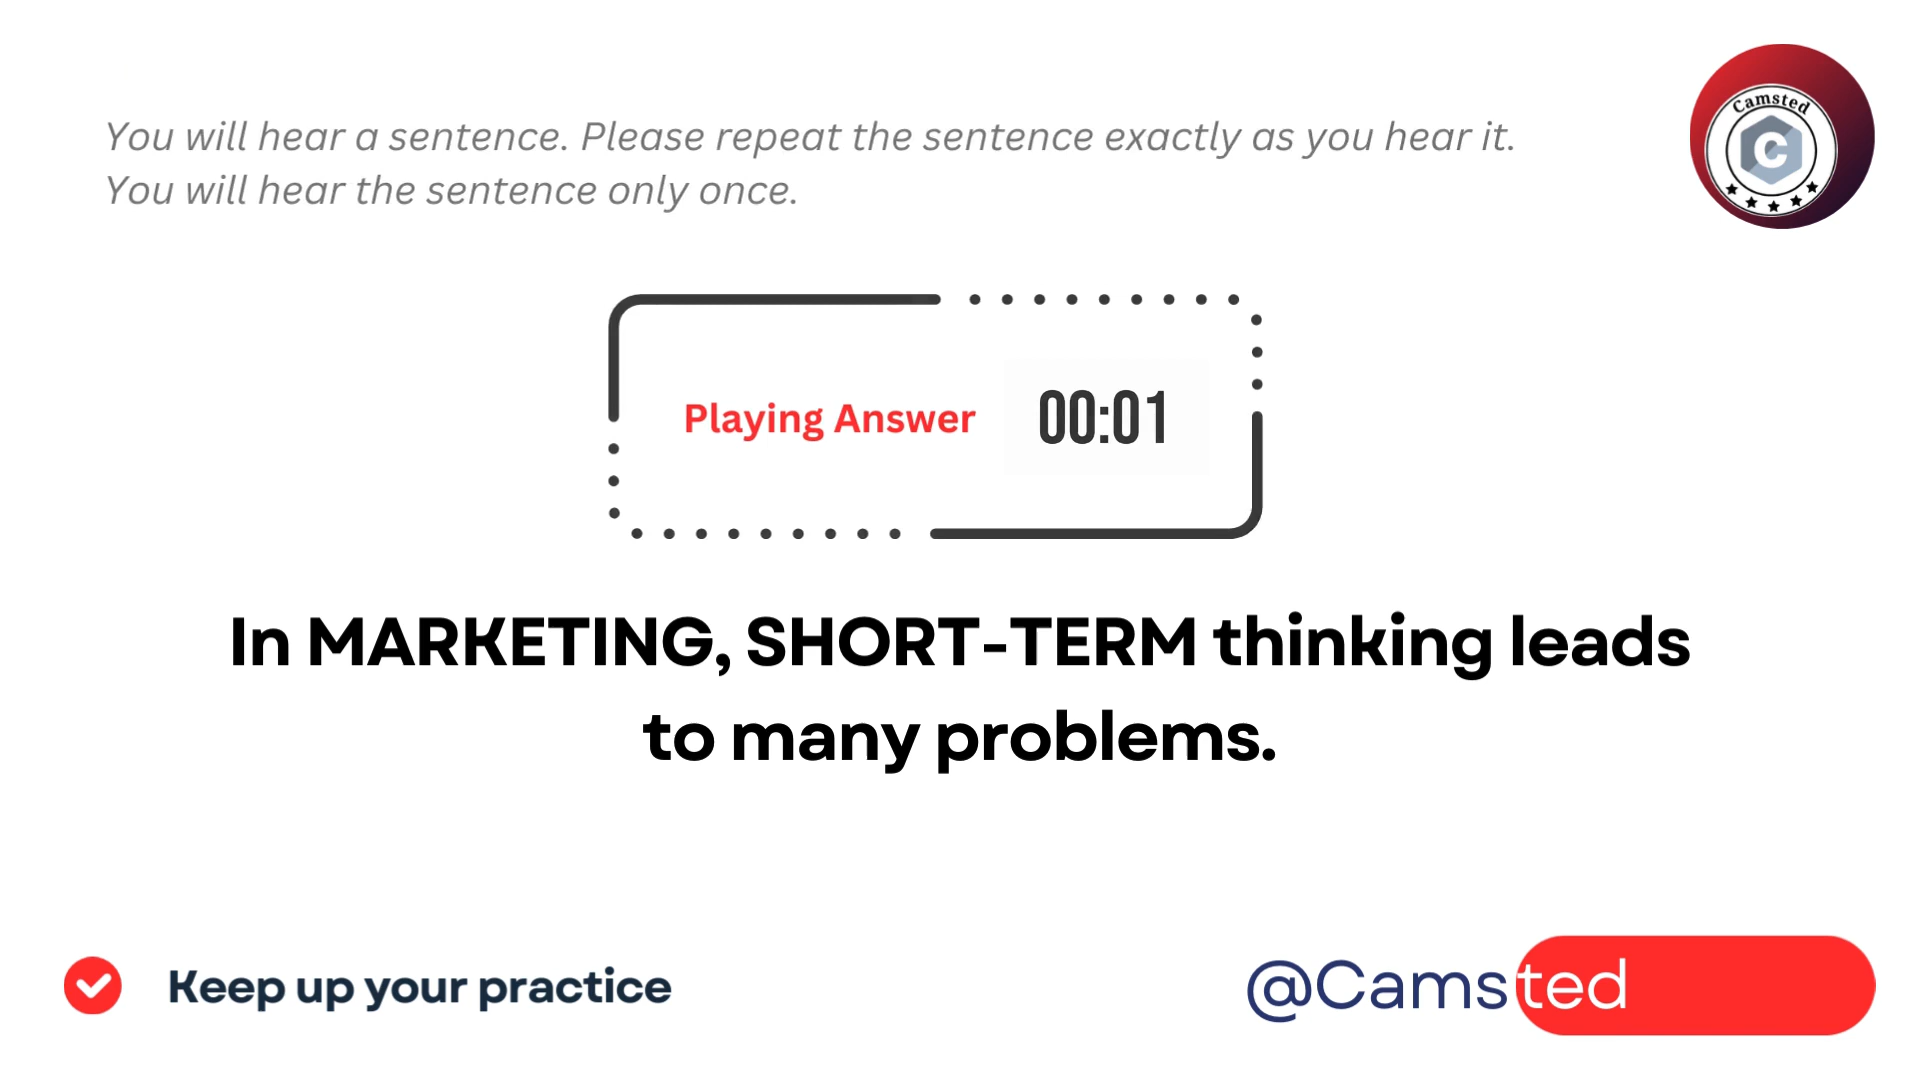 Camsted
C
You will hear a sentence. Please repeat the sentence exactly as you hear it.
You will hear the sentence only once.
Playing Answer 00:01
In MARKETING, SHORT-TERM thinking leads
to many problems.
Keep up your practice
@Camsted